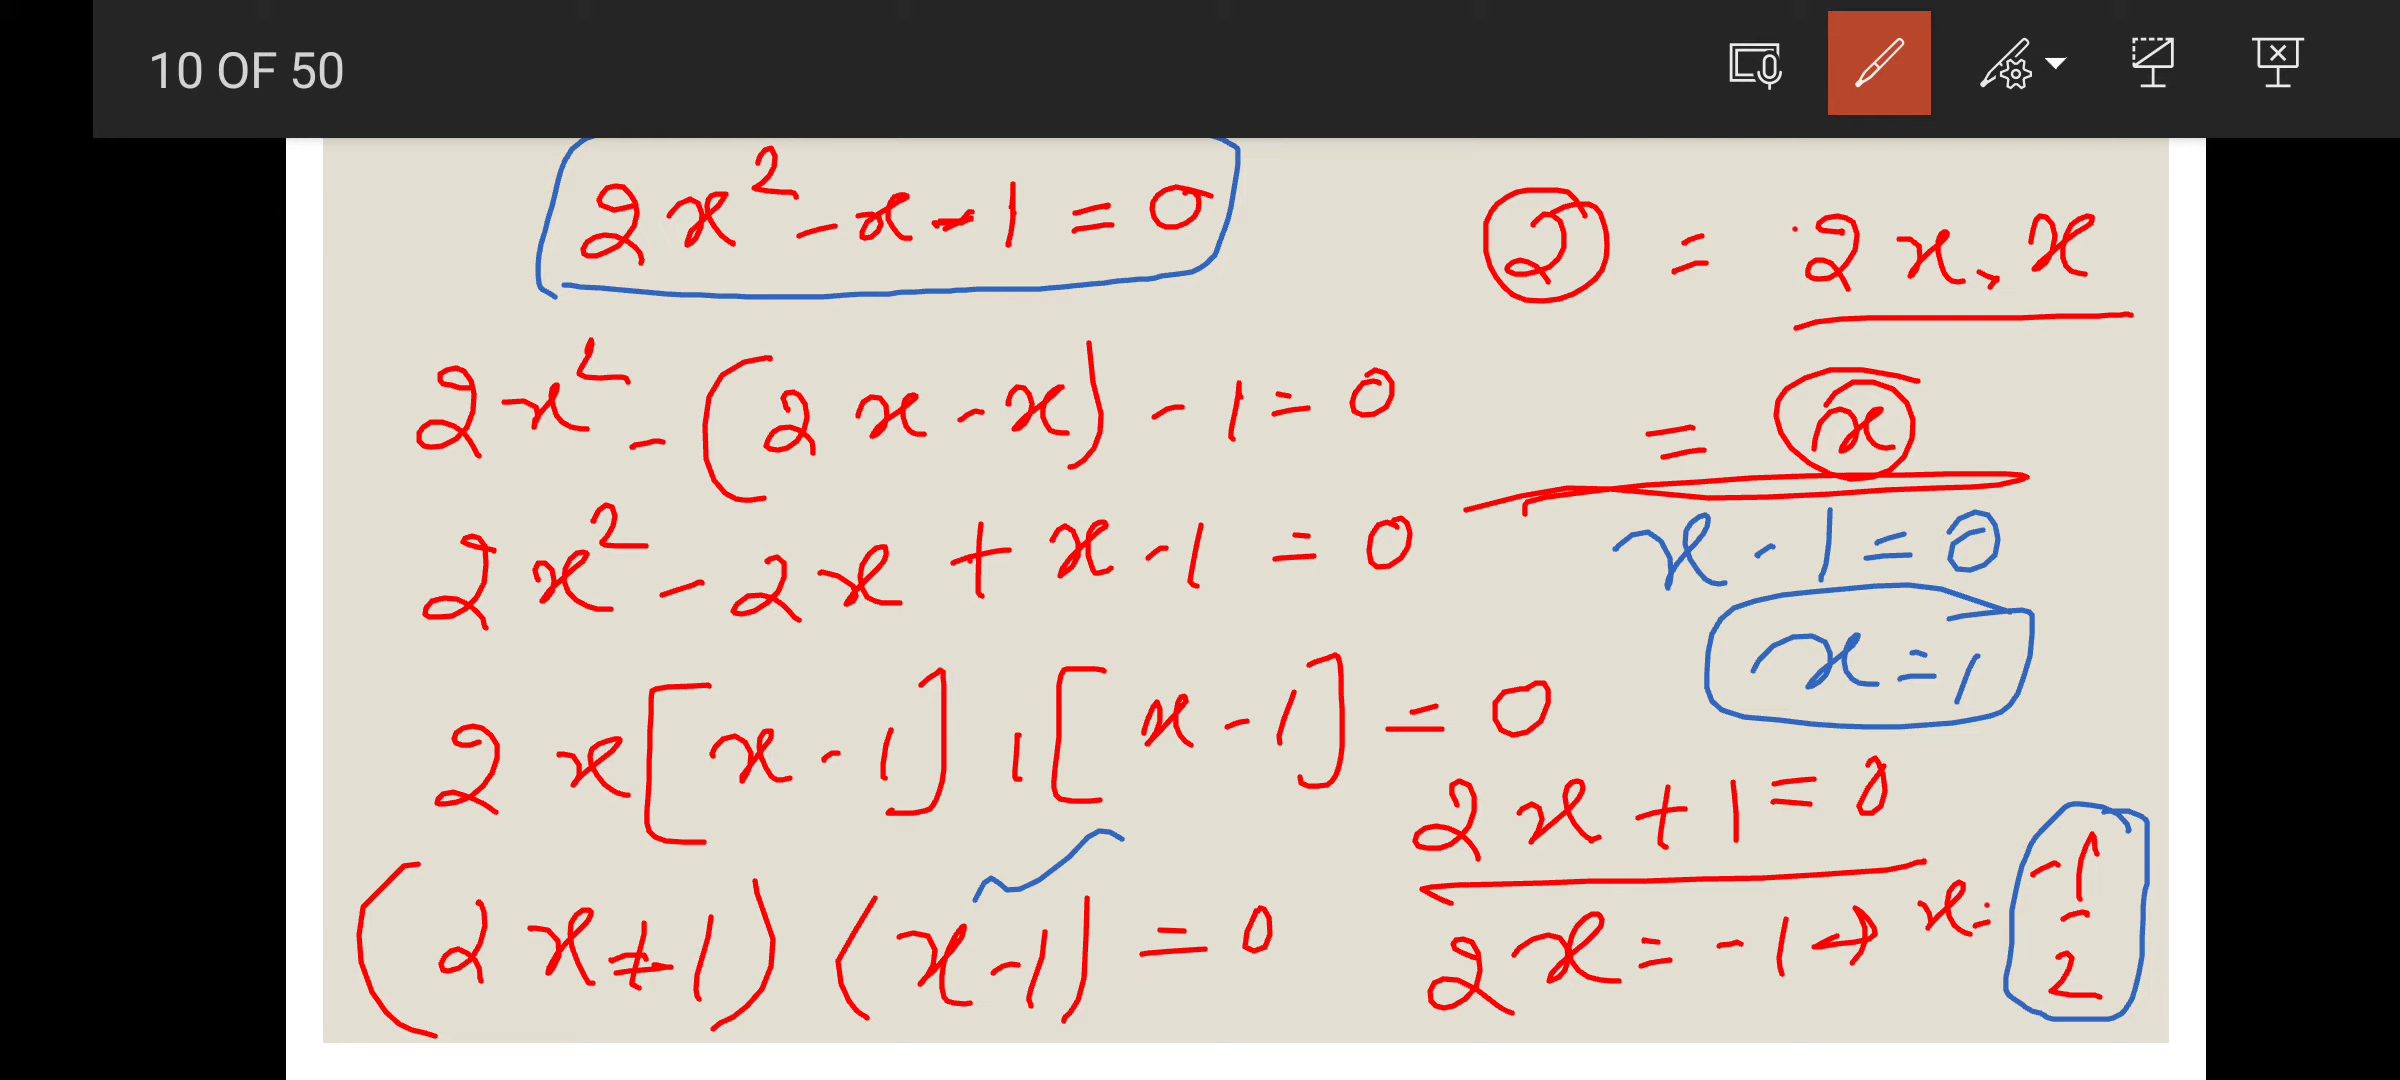 10 OF 50
2x² - x - 1 = 0
2x² - (2x - x) - 1 = 0
2x² - 2x + x - 1 = 0
2x[x - 1] 1[x - 1] = 0
(2x + 1) (x - 1) = 0
2 = 2x, x
= x
x - 1 = 0
x = 1
2x + 1 = 0
2x = -1 → x = -1/2